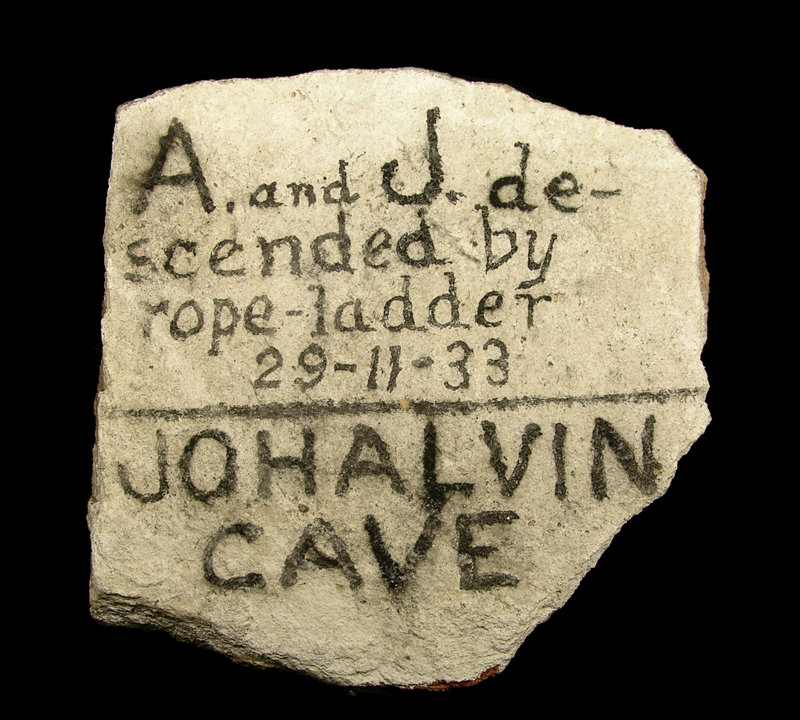 A. and J. de-
scended by
rope-ladder
29-11-33
JOHALVIN
CAVE